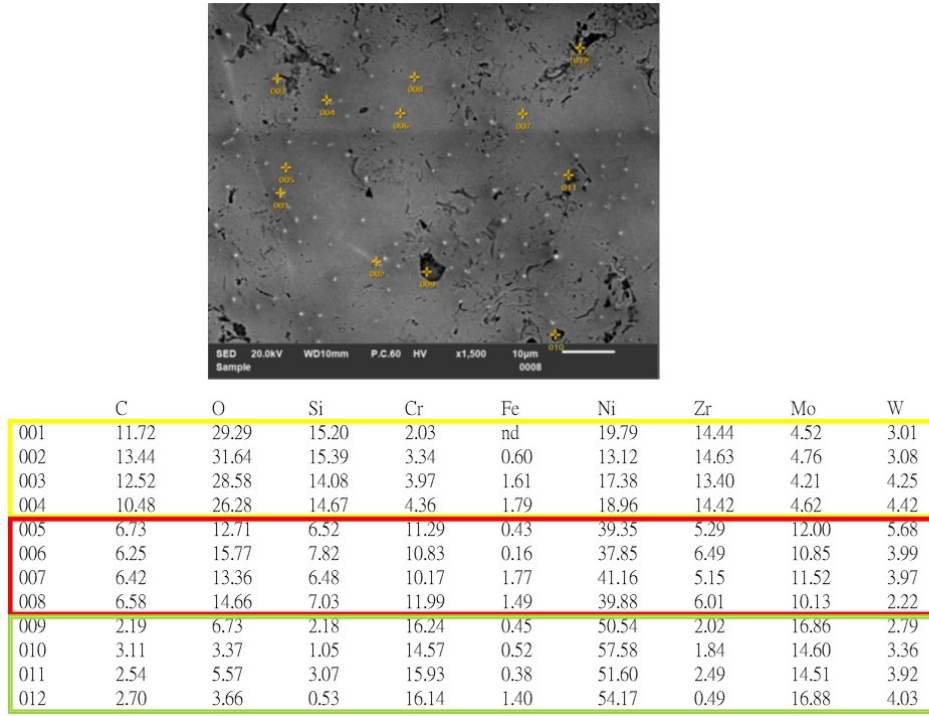 012
003
008
004
006
007
005
011
001
002
009
010
SED 20.0kV WD10mm P.C.60 HV x1,500 10μm
Sample 0008
C O Si Cr Fe Ni Zr Mo W
001 11.72 29.29 15.20 2.03 nd 19.79 14.44 4.52 3.01
002 13.44 31.64 15.39 3.34 0.60 13.12 14.63 4.76 3.08
003 12.52 28.58 14.08 3.97 1.61 17.38 13.40 4.21 4.25
004 10.48 26.28 14.67 4.36 1.79 18.96 14.42 4.62 4.42
005 6.73 12.71 6.52 11.29 0.43 39.35 5.29 12.00 5.68
006 6.25 15.77 7.82 10.83 0.16 37.85 6.49 10.85 3.99
007 6.42 13.36 6.48 10.17 1.77 41.16 5.15 11.52 3.97
008 6.58 14.66 7.03 11.99 1.49 39.88 6.01 10.13 2.22
009 2.19 6.73 2.18 16.24 0.45 50.54 2.02 16.86 2.79
010 3.11 3.37 1.05 14.57 0.52 57.58 1.84 14.60 3.36
011 2.54 5.57 3.07 15.93 0.38 51.60 2.49 14.51 3.92
012 2.70 3.66 0.53 16.14 1.40 54.17 0.49 16.88 4.03